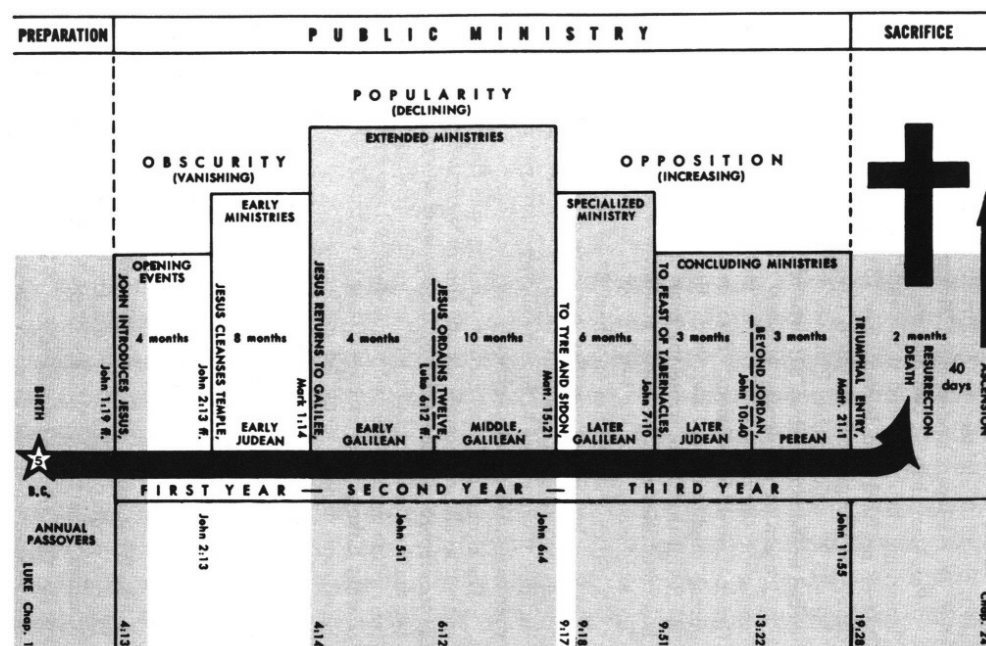 PREPARATION
PUBLIC MINISTRY
SACRIFICE
POPULARITY
(DECLINING)
EXTENDED MINISTRIES
OBSCURITY
(VANISHING)
OPPOSITION
(INCREASING)
EARLY
MINISTRIES
SPECIALIZED
MINISTRY
OPENING
EVENTS
CONCLUDING MINISTRIES
BIRTH
John 1:19 ff.
JOHN INTRODUCES JESUS,
4 months
John 2:13 ff.
JESUS CLEANSES TEMPLE,
8 months
Mark 1:14
JESUS RETURNS TO GALILEE,
4 months
Luke 6:12 ff.
JESUS ORDAINS TWELVE,
10 months
Matt. 15:21
TO TYRE AND SIDON,
6 months
John 7:10
TO FEAST OF TABERNACLES,
3 months
John 10:40
BEYOND JORDAN,
3 months
Matt. 21:1
TRIUMPHAL ENTRY,
2 months
DEATH
RESURRECTION
40
days
ASCENSION
EARLY
JUDEAN
EARLY
GALILEAN
MIDDLE,
GALILEAN
LATER
GALILEAN
LATER
JUDEAN
PEREAN
5
B.C.
FIRST YEAR — SECOND YEAR — THIRD YEAR
ANNUAL
PASSOVERS
John 2:13
John 5:1
John 6:4
John 11:55
LUKE Chap. 1
4:13
4:14
6:12
9:17
9:18
9:51
13:22
19:28
Chap. 24